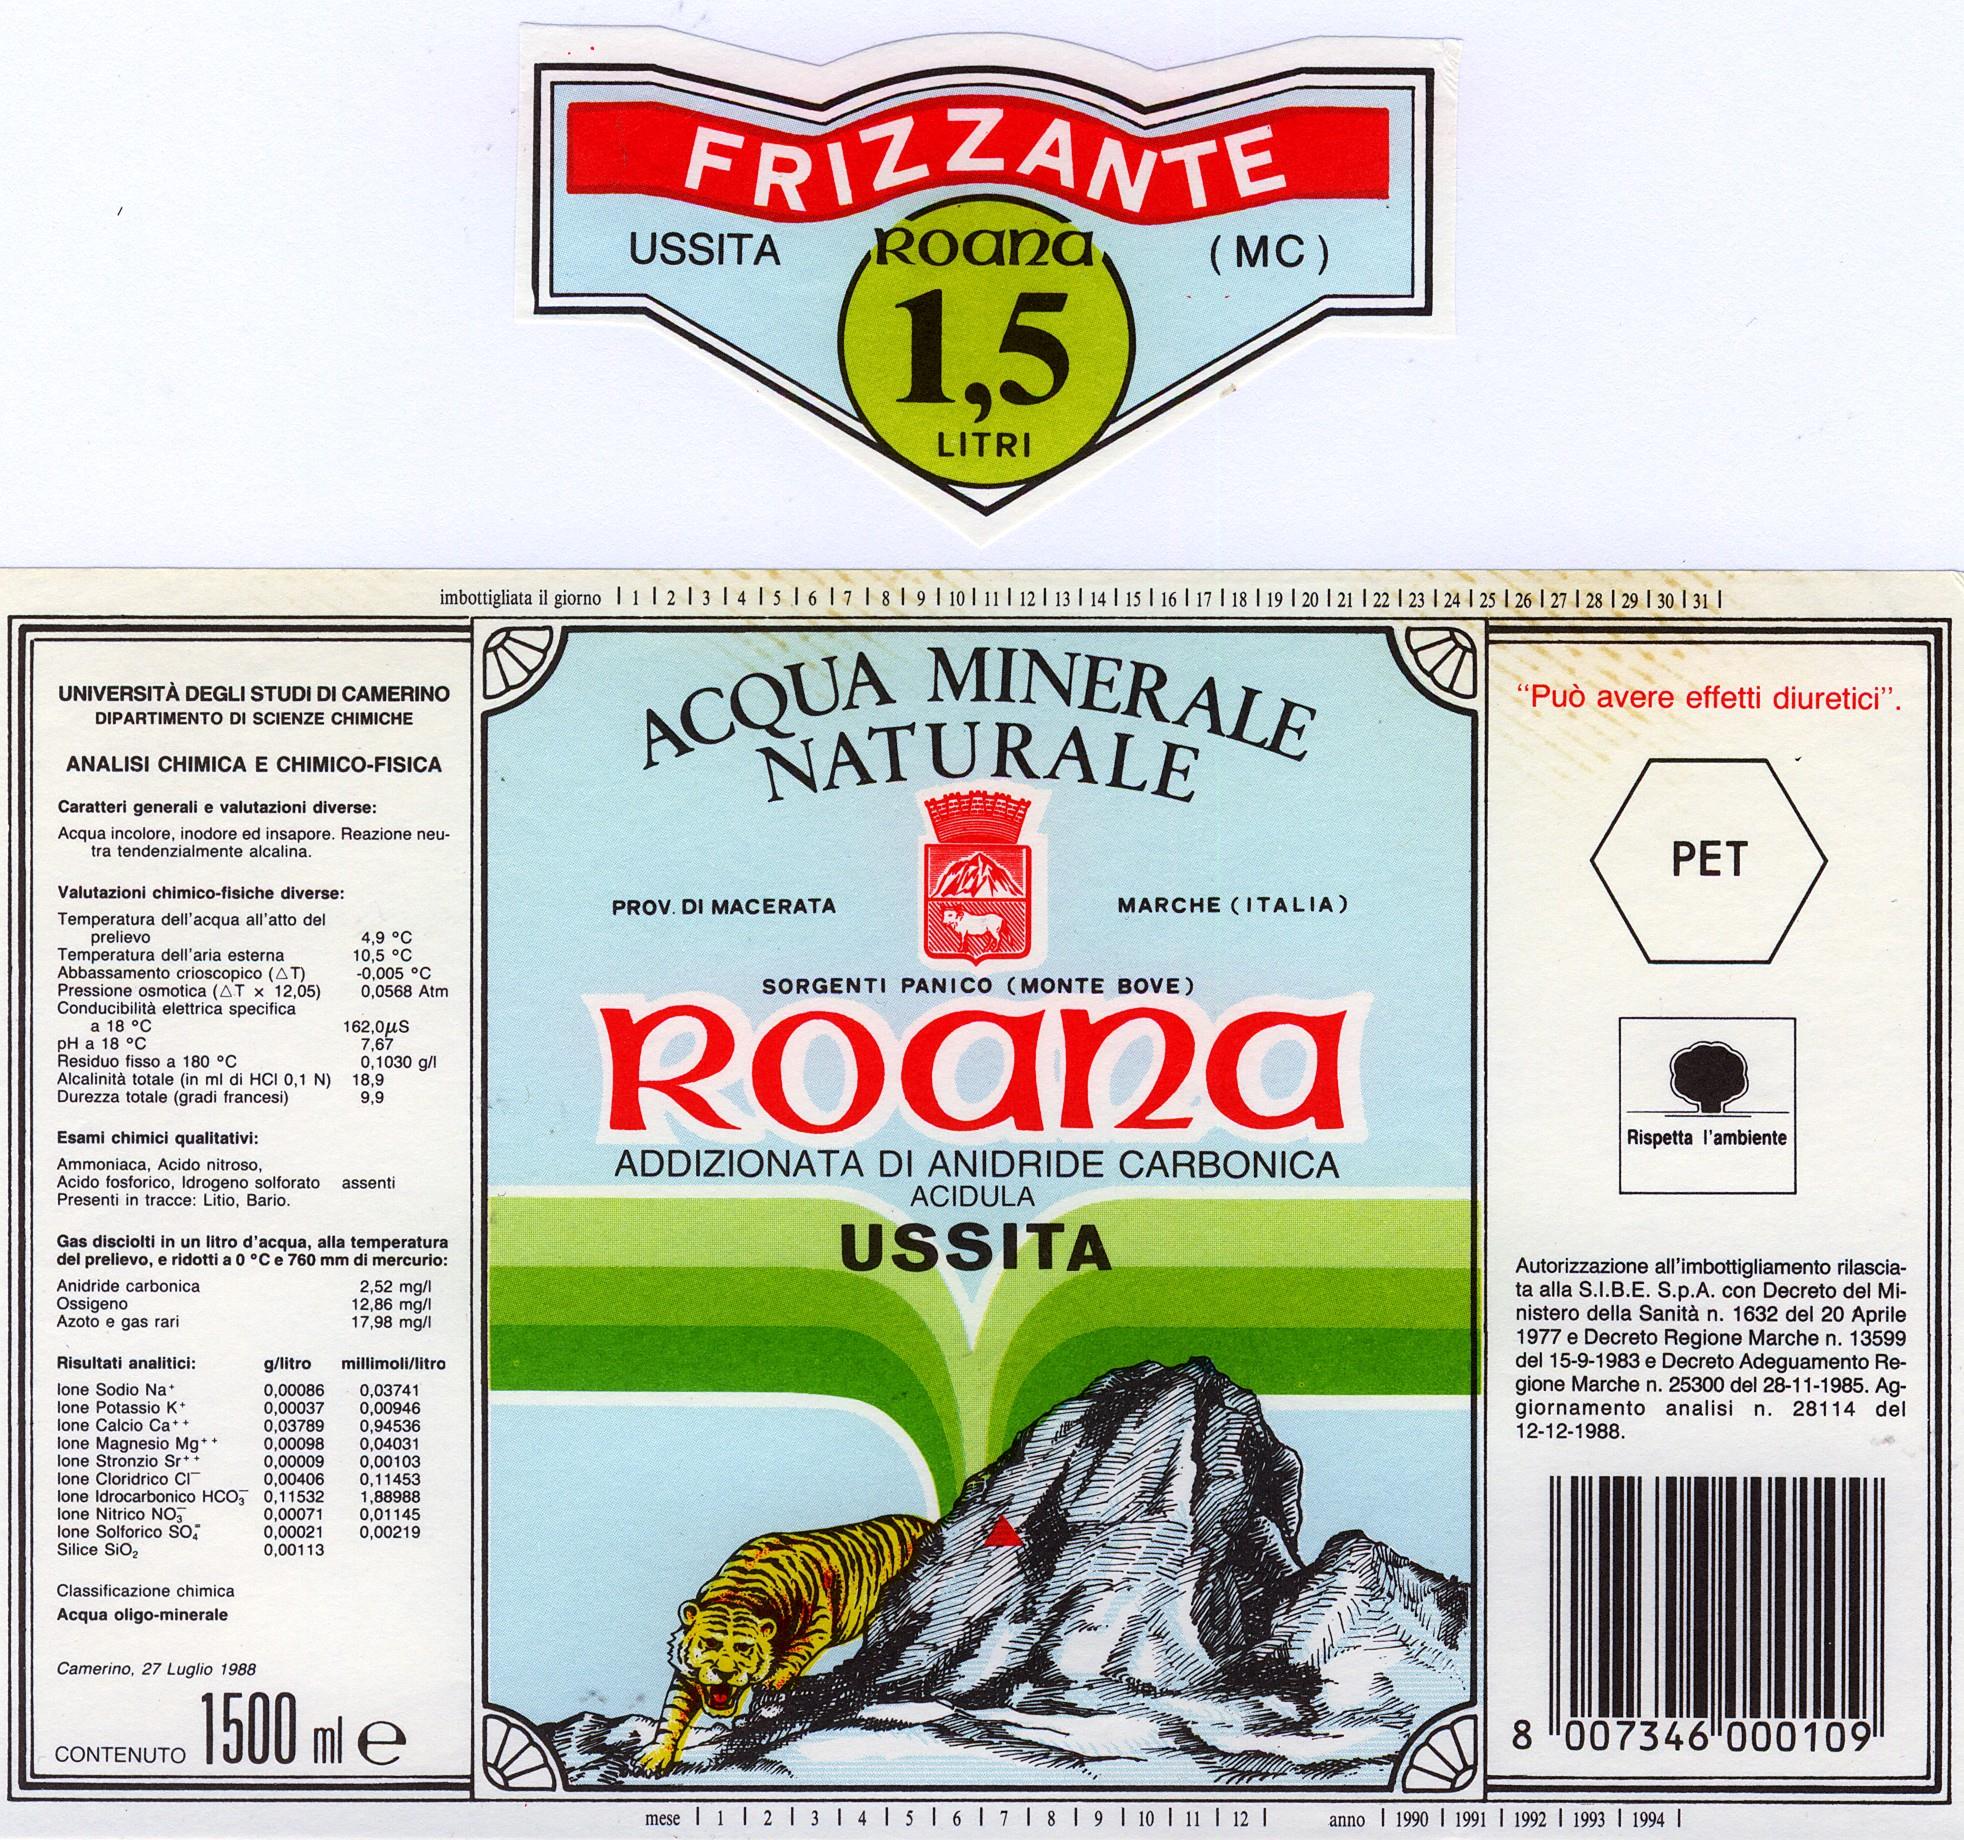 FRIZZANTE
USSITA
ROANA
(MC)
1,5
LITRI
imbottigliata il giorno | 1 | 2 | 3 | 4 | 5 | 6 | 7 | 8 | 9 | 10 | 11 | 12 | 13 | 14 | 15 | 16 | 17 | 18 | 19 | 20 | 21 | 22 | 23 | 24 | 25 | 26 | 27 | 28 | 29 | 30 | 31 |
UNIVERSITÀ DEGLI STUDI DI CAMERINO
DIPARTIMENTO DI SCIENZE CHIMICHE
ANALISI CHIMICA E CHIMICO-FISICA
Caratteri generali e valutazioni diverse:
Acqua incolore, inodore ed insapore. Reazione neu-
tra tendenzialmente alcalina.
Valutazioni chimico-fisiche diverse:
Temperatura dell'acqua all'atto del
prelievo 4,9 °C
Temperatura dell'aria esterna 10,5 °C
Abbassamento crioscopico (△T) -0,005 °C
Pressione osmotica (△T × 12,05) 0,0568 Atm
Conducibilità elettrica specifica
a 18 °C 162,0µS
pH a 18 °C 7,67
Residuo fisso a 180 °C 0,1030 g/l
Alcalinità totale (in ml di HCl 0,1 N) 18,9
Durezza totale (gradi francesi) 9,9
Esami chimici qualitativi:
Ammoniaca, Acido nitroso,
Acido fosforico, Idrogeno solforato assenti
Presenti in tracce: Litio, Bario.
Gas disciolti in un litro d'acqua, alla temperatura
del prelievo, e ridotti a 0 °C e 760 mm di mercurio:
Anidride carbonica 2,52 mg/l
Ossigeno 12,86 mg/l
Azoto e gas rari 17,98 mg/l
Risultati analitici: g/litro millimoli/litro
Ione Sodio Na⁺ 0,00086 0,03741
Ione Potassio K⁺ 0,00037 0,00946
Ione Calcio Ca⁺⁺ 0,03789 0,94536
Ione Magnesio Mg⁺⁺ 0,00098 0,04031
Ione Stronzio Sr⁺⁺ 0,00009 0,00103
Ione Cloridrico Cl⁻ 0,00406 0,11453
Ione Idrocarbonico HCO₃⁻ 0,11532 1,88988
Ione Nitrico NO₃⁻ 0,00071 0,01145
Ione Solforico SO₄⁼ 0,00021 0,00219
Silice SiO₂ 0,00113
Classificazione chimica
Acqua oligo-minerale
Camerino, 27 Luglio 1988
CONTENUTO 1500 ml e
ACQUA MINERALE
NATURALE
PROV. DI MACERATA
MARCHE (ITALIA)
SORGENTI PANICO (MONTE BOVE)
ROANA
ADDIZIONATA DI ANIDRIDE CARBONICA
ACIDULA
USSITA
"Può avere effetti diuretici".
PET
Rispetta l'ambiente
Autorizzazione all'imbottigliamento rilascia-
ta alla S.I.B.E. S.p.A. con Decreto del Mi-
nistero della Sanità n. 1632 del 20 Aprile
1977 e Decreto Regione Marche n. 13599
del 15-9-1983 e Decreto Adeguamento Re-
gione Marche n. 25300 del 28-11-1985. Ag-
giornamento analisi n. 28114 del
12-12-1988.
8 007346 000109
mese | 1 | 2 | 3 | 4 | 5 | 6 | 7 | 8 | 9 | 10 | 11 | 12 | anno | 1990 | 1991 | 1992 | 1993 | 1994 |